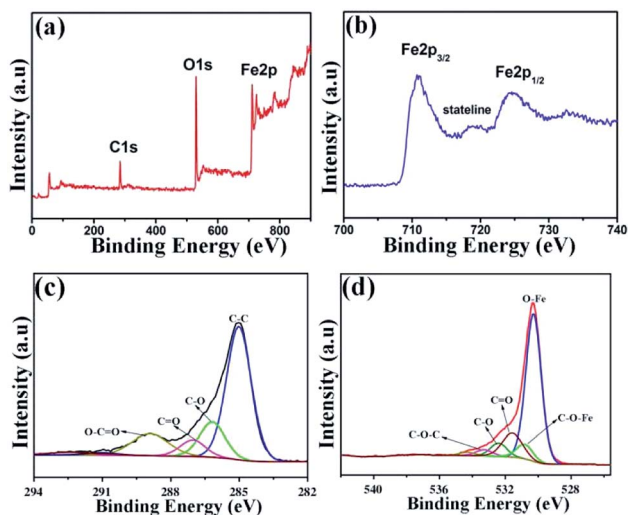 (a)
O1s
Fe2p
C1s
Intensity (a.u)
0 200 400 600 800
Binding Energy (eV)
(b)
Fe2p3/2
Fe2p1/2
stateline
Intensity (a.u)
700 710 720 730 740
Binding Energy (eV)
(c)
C-C
C-O
C=O
O-C=O
Intensity (a.u)
294 291 288 285 282
Binding Energy (eV)
(d)
O-Fe
C=O
C-O
C-O-C
C-O-Fe
Intensity (a.u)
540 536 532 528
Binding Energy (eV)